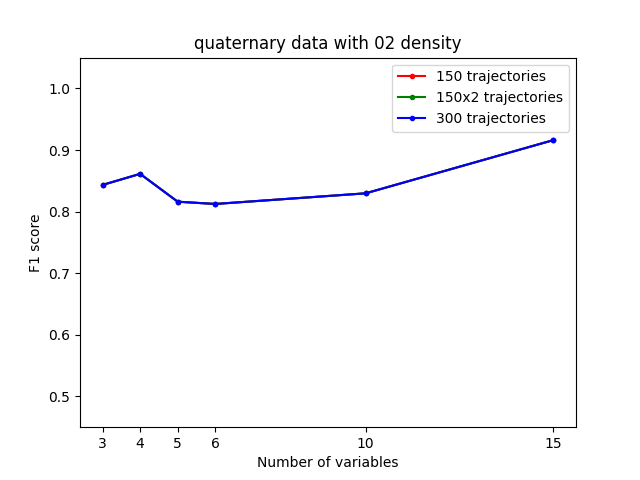 quaternary data with 02 density
150 trajectories
150x2 trajectories
300 trajectories
F1 score
1.0
0.9
0.8
0.7
0.6
0.5
3 4 5 6 10 15
Number of variables